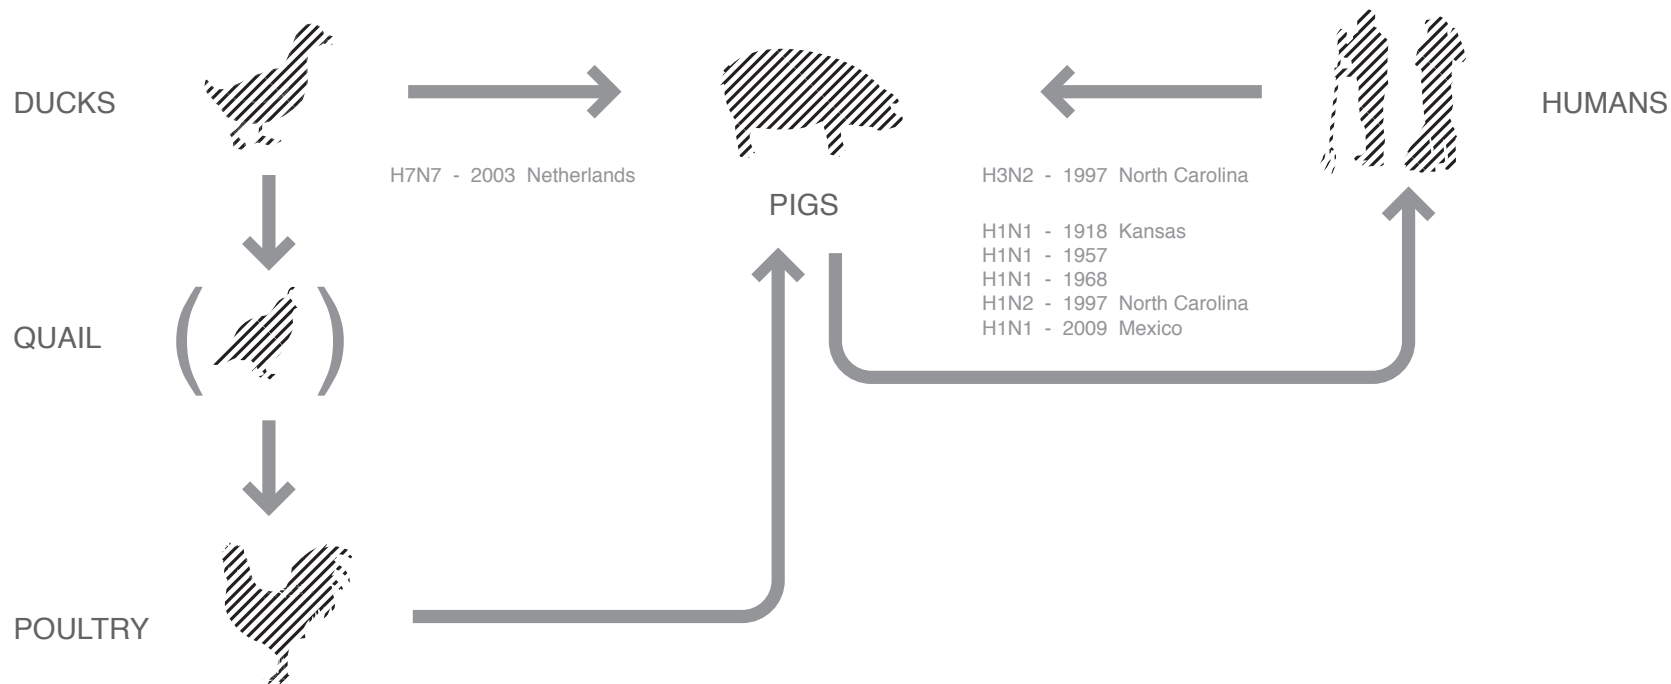 DUCKS
HUMANS
H7N7 - 2003 Netherlands
H3N2 - 1997 North Carolina
PIGS
H1N1 - 1918 Kansas
H1N1 - 1957
H1N1 - 1968
H1N2 - 1997 North Carolina
H1N1 - 2009 Mexico
QUAIL
POULTRY